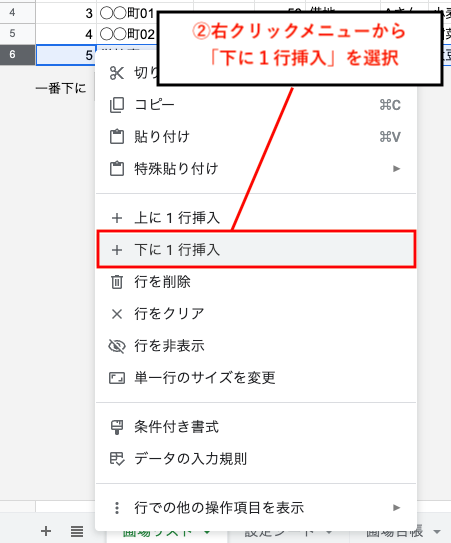 4 3 ○○町01
②右クリックメニューから
「下に１行挿入」を選択
5 4 ○○町02
6 5
一番下に
切り
コピー ⌘C
貼り付け ⌘V
特殊貼り付け ►
+ 上に 1 行挿入
+ 下に 1 行挿入
行を削除
行をクリア
行を非表示
単一行のサイズを変更
条件付き書式
データの入力規則
行での他の操作項目を表示 ►